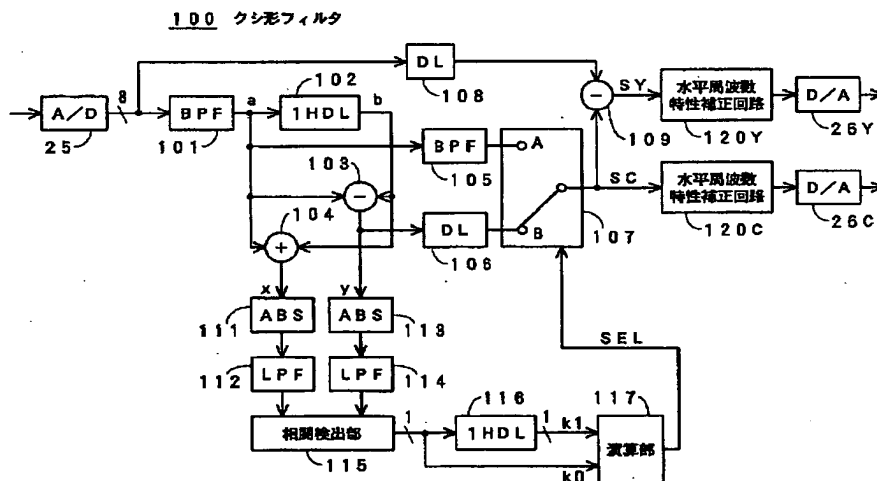 100 クシ形フィルタ
A/D
25
8
BPF
101
a
102
1HDL
b
DL
108
109
SY
水平周波数
特性補正回路
120Y
D/A
26Y
103
−
104
+
BPF
105
A
B
107
DL
106
−
SC
水平周波数
特性補正回路
120C
D/A
26C
x
y
ABS
111
ABS
113
LPF
112
LPF
114
相関検出部
115
1
116
1HDL
1
k1
k0
117
演算部
SEL